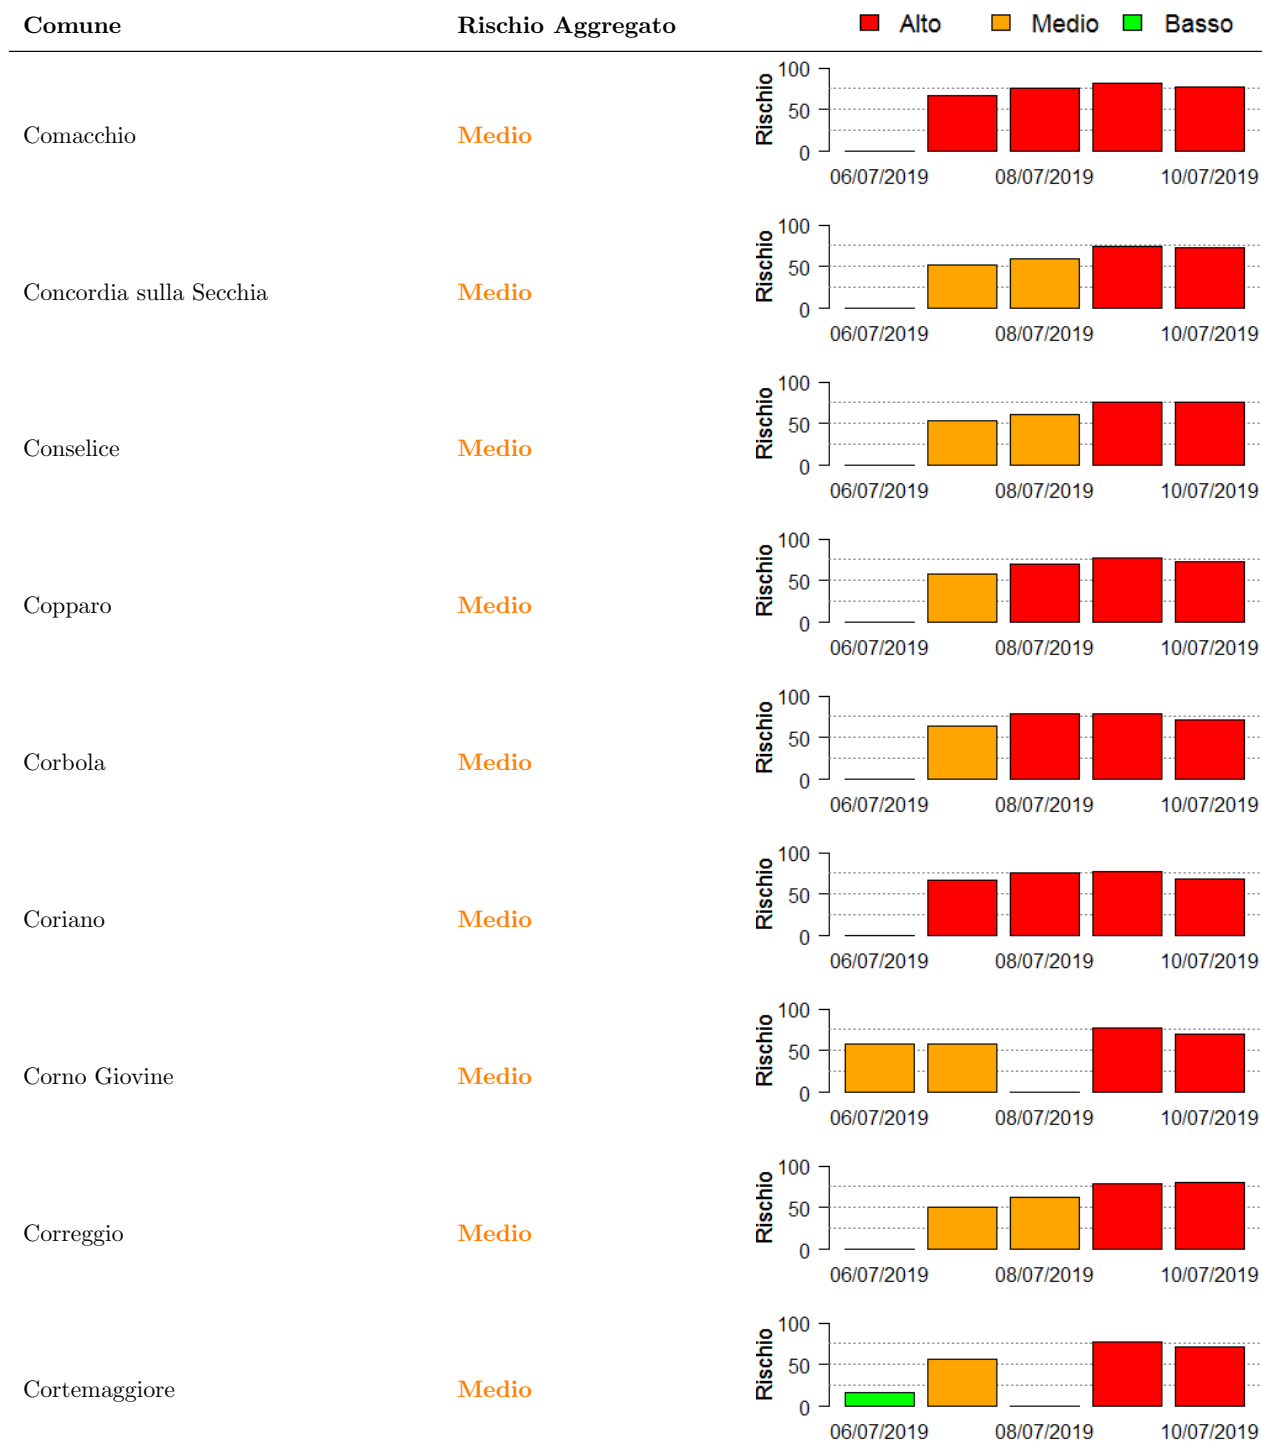 Comune Rischio Aggregato Alto Medio Basso
Comacchio Medio Rischio 100 50 0
06/07/2019 08/07/2019 10/07/2019
Concordia sulla Secchia Medio Rischio 100 50 0
06/07/2019 08/07/2019 10/07/2019
Conselice Medio Rischio 100 50 0
06/07/2019 08/07/2019 10/07/2019
Copparo Medio Rischio 100 50 0
06/07/2019 08/07/2019 10/07/2019
Corbola Medio Rischio 100 50 0
06/07/2019 08/07/2019 10/07/2019
Coriano Medio Rischio 100 50 0
06/07/2019 08/07/2019 10/07/2019
Corno Giovine Medio Rischio 100 50 0
06/07/2019 08/07/2019 10/07/2019
Correggio Medio Rischio 100 50 0
06/07/2019 08/07/2019 10/07/2019
Cortemaggiore Medio Rischio 100 50 0
06/07/2019 08/07/2019 10/07/2019